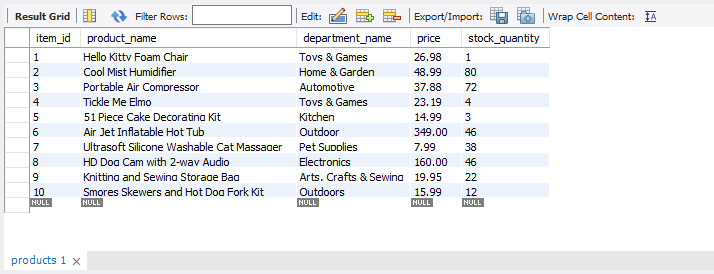 Result Grid Filter Rows: Edit: Export/Import: Wrap Cell Content:
item_id product_name department_name price stock_quantity
1 Hello Kitty Foam Chair Toys & Games 26.98 1
2 Cool Mist Humidifier Home & Garden 48.99 80
3 Portable Air Compressor Automotive 37.88 72
4 Tickle Me Elmo Toys & Games 23.19 4
5 51 Piece Cake Decorating Kit Kitchen 14.99 3
6 Air Jet Inflatable Hot Tub Outdoor 349.00 46
7 Ultrasoft Silicone Washable Cat Massager Pet Supplies 7.99 38
8 HD Dog Cam with 2-way Audio Electronics 160.00 46
9 Knitting and Sewing Storage Bag Arts, Crafts & Sewing 19.95 22
10 Smores Skewers and Hot Dog Fork Kit Outdoors 15.99 12
NULL NULL NULL NULL NULL
products 1